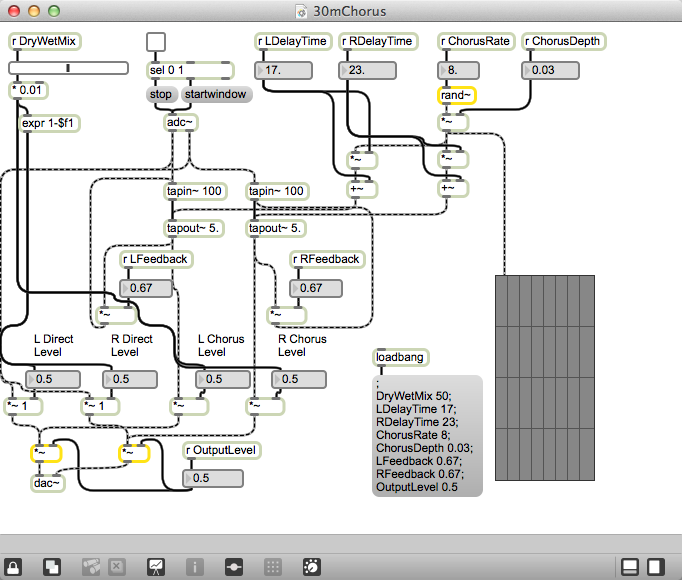 30mChorus
r DryWetMix
r LDelayTime
r RDelayTime
r ChorusRate
r ChorusDepth
sel 0 1
17.
23.
8.
0.03
* 0.01
stop
startwindow
rand~
expr 1-$f1
adc~
*~
*~
*~
tapin~ 100
tapin~ 100
+~
+~
tapout~ 5.
tapout~ 5.
r LFeedback
r RFeedback
0.67
0.67
*~
*~
L Direct
Level
R Direct
Level
L Chorus
Level
R Chorus
Level
0.5
0.5
0.5
0.5
*~ 1
*~ 1
*~
*~
*~
*~
r OutputLevel
0.5
dac~
loadbang
;
DryWetMix 50;
LDelayTime 17;
RDelayTime 23;
ChorusRate 8;
ChorusDepth 0.03;
LFeedback 0.67;
RFeedback 0.67;
OutputLevel 0.5